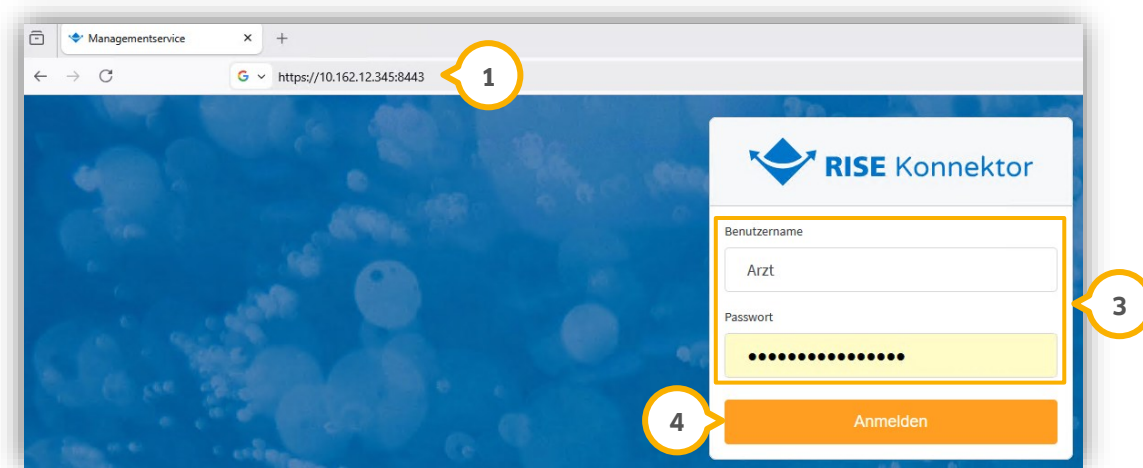 Managementservice
https://10.162.12.345:8443
1
RISE Konnektor
Benutzername
Arzt
3
Passwort
••••••••••••••••
4
Anmelden